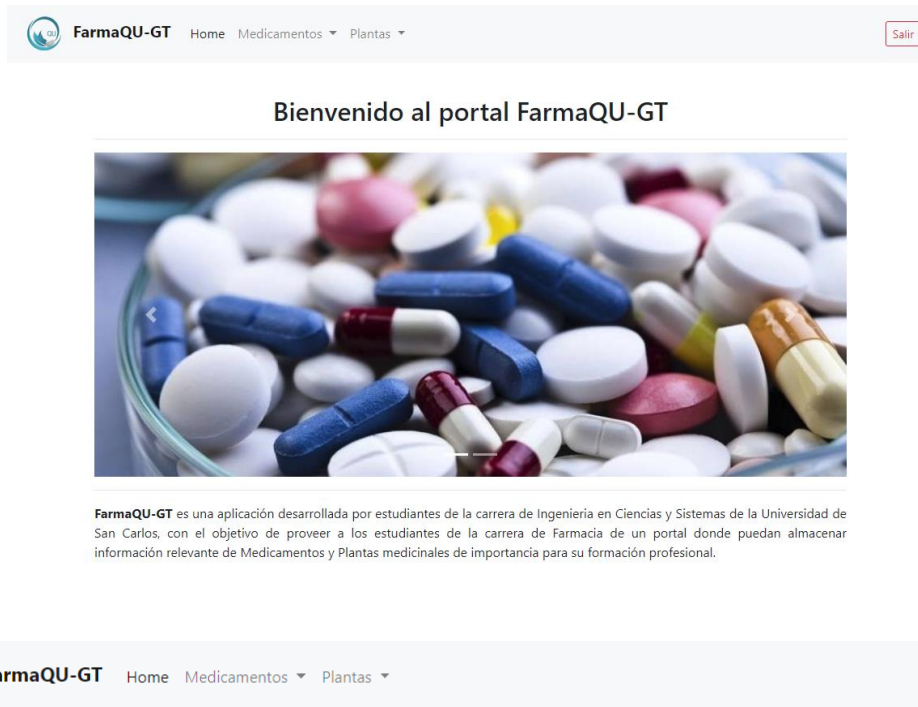 QU FarmaQU-GT Home Medicamentos Plantas Salir
Bienvenido al portal FarmaQU-GT
FarmaQU-GT es una aplicación desarrollada por estudiantes de la carrera de Ingenieria en Ciencias y Sistemas de la Universidad de
San Carlos, con el objetivo de proveer a los estudiantes de la carrera de Farmacia de un portal donde puedan almacenar
información relevante de Medicamentos y Plantas medicinales de importancia para su formación profesional.
armaQU-GT Home Medicamentos Plantas